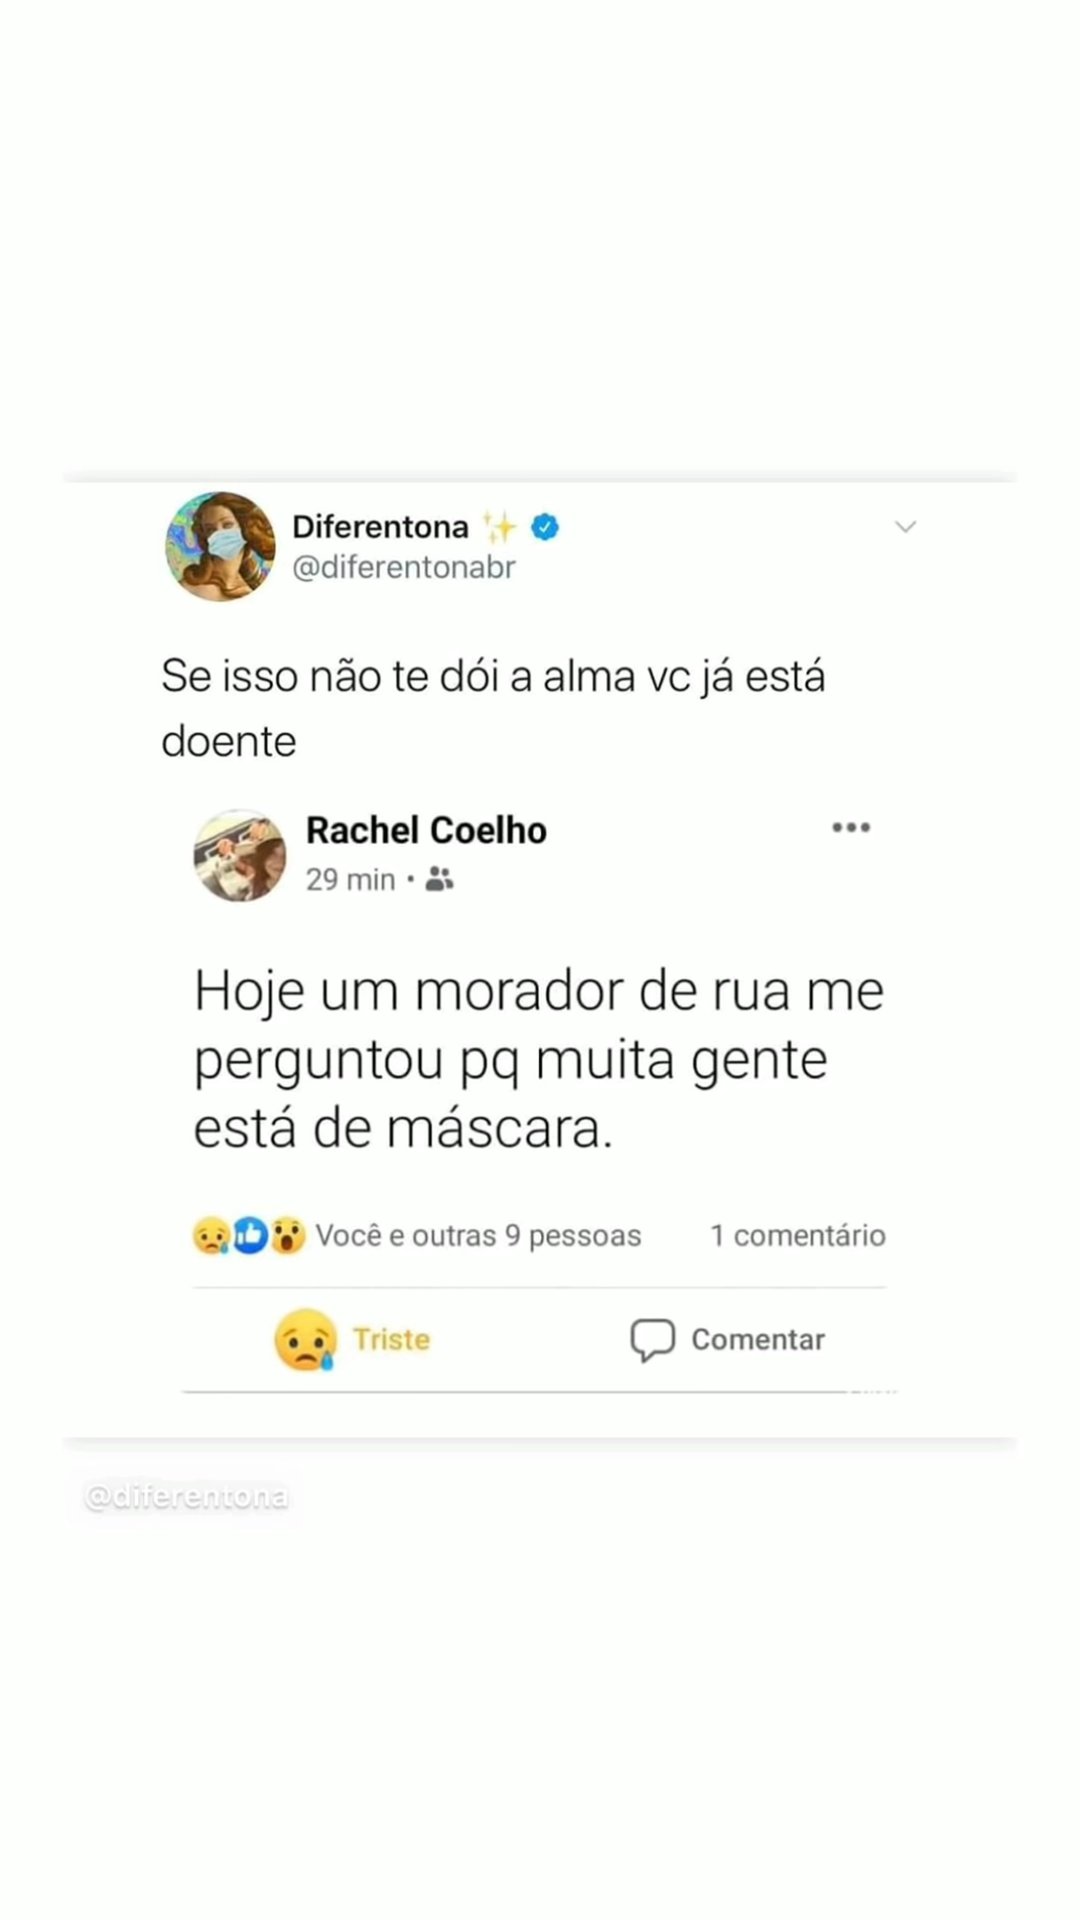 Diferentona ✨
@diferentonabr
Se isso não te dói a alma vc já está
doente
Rachel Coelho
29 min •
Hoje um morador de rua me
perguntou pq muita gente
está de máscara.
Você e outras 9 pessoas 1 comentário
Triste Comentar
@diferentona